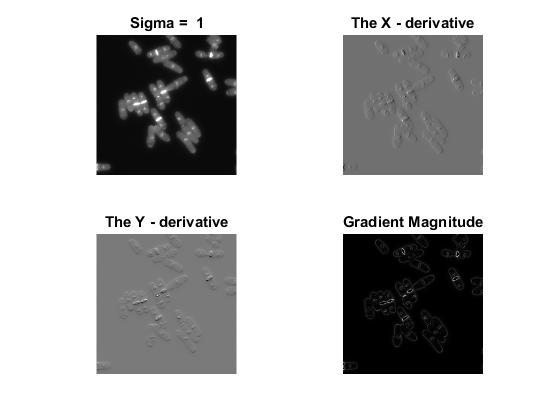 Sigma = 1
The X - derivative
The Y - derivative
Gradient Magnitude